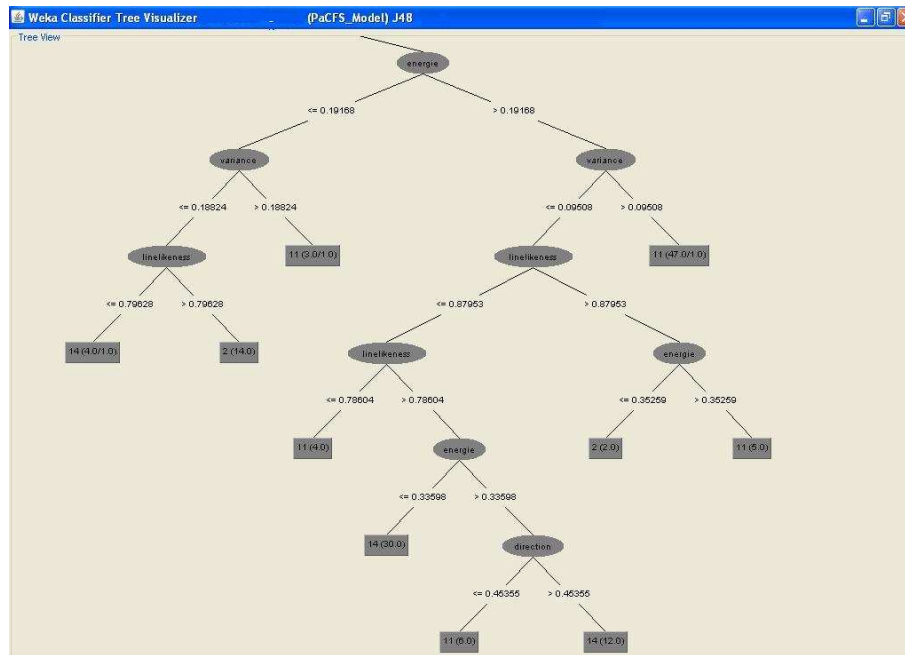 Weka Classifier Tree Visualizer (PaCFS_Model) J48
Tree View
energie
<= 0.19168 > 0.19168
variance variance
<= 0.18824 > 0.18824 <= 0.09508 > 0.09508
linelikeness 11 (3.0/1.0) linelikeness 11 (47.0/1.0)
<= 0.79628 > 0.79628 <= 0.87953 > 0.87953
14 (4.0/1.0) 2 (14.0) linelikeness energie
<= 0.78604 > 0.78604 <= 0.35259 > 0.35259
11 (4.0) energie 2 (2.0) 11 (5.0)
<= 0.33598 > 0.33598
14 (30.0) direction
<= 0.45355 > 0.45355
11 (6.0) 14 (12.0)